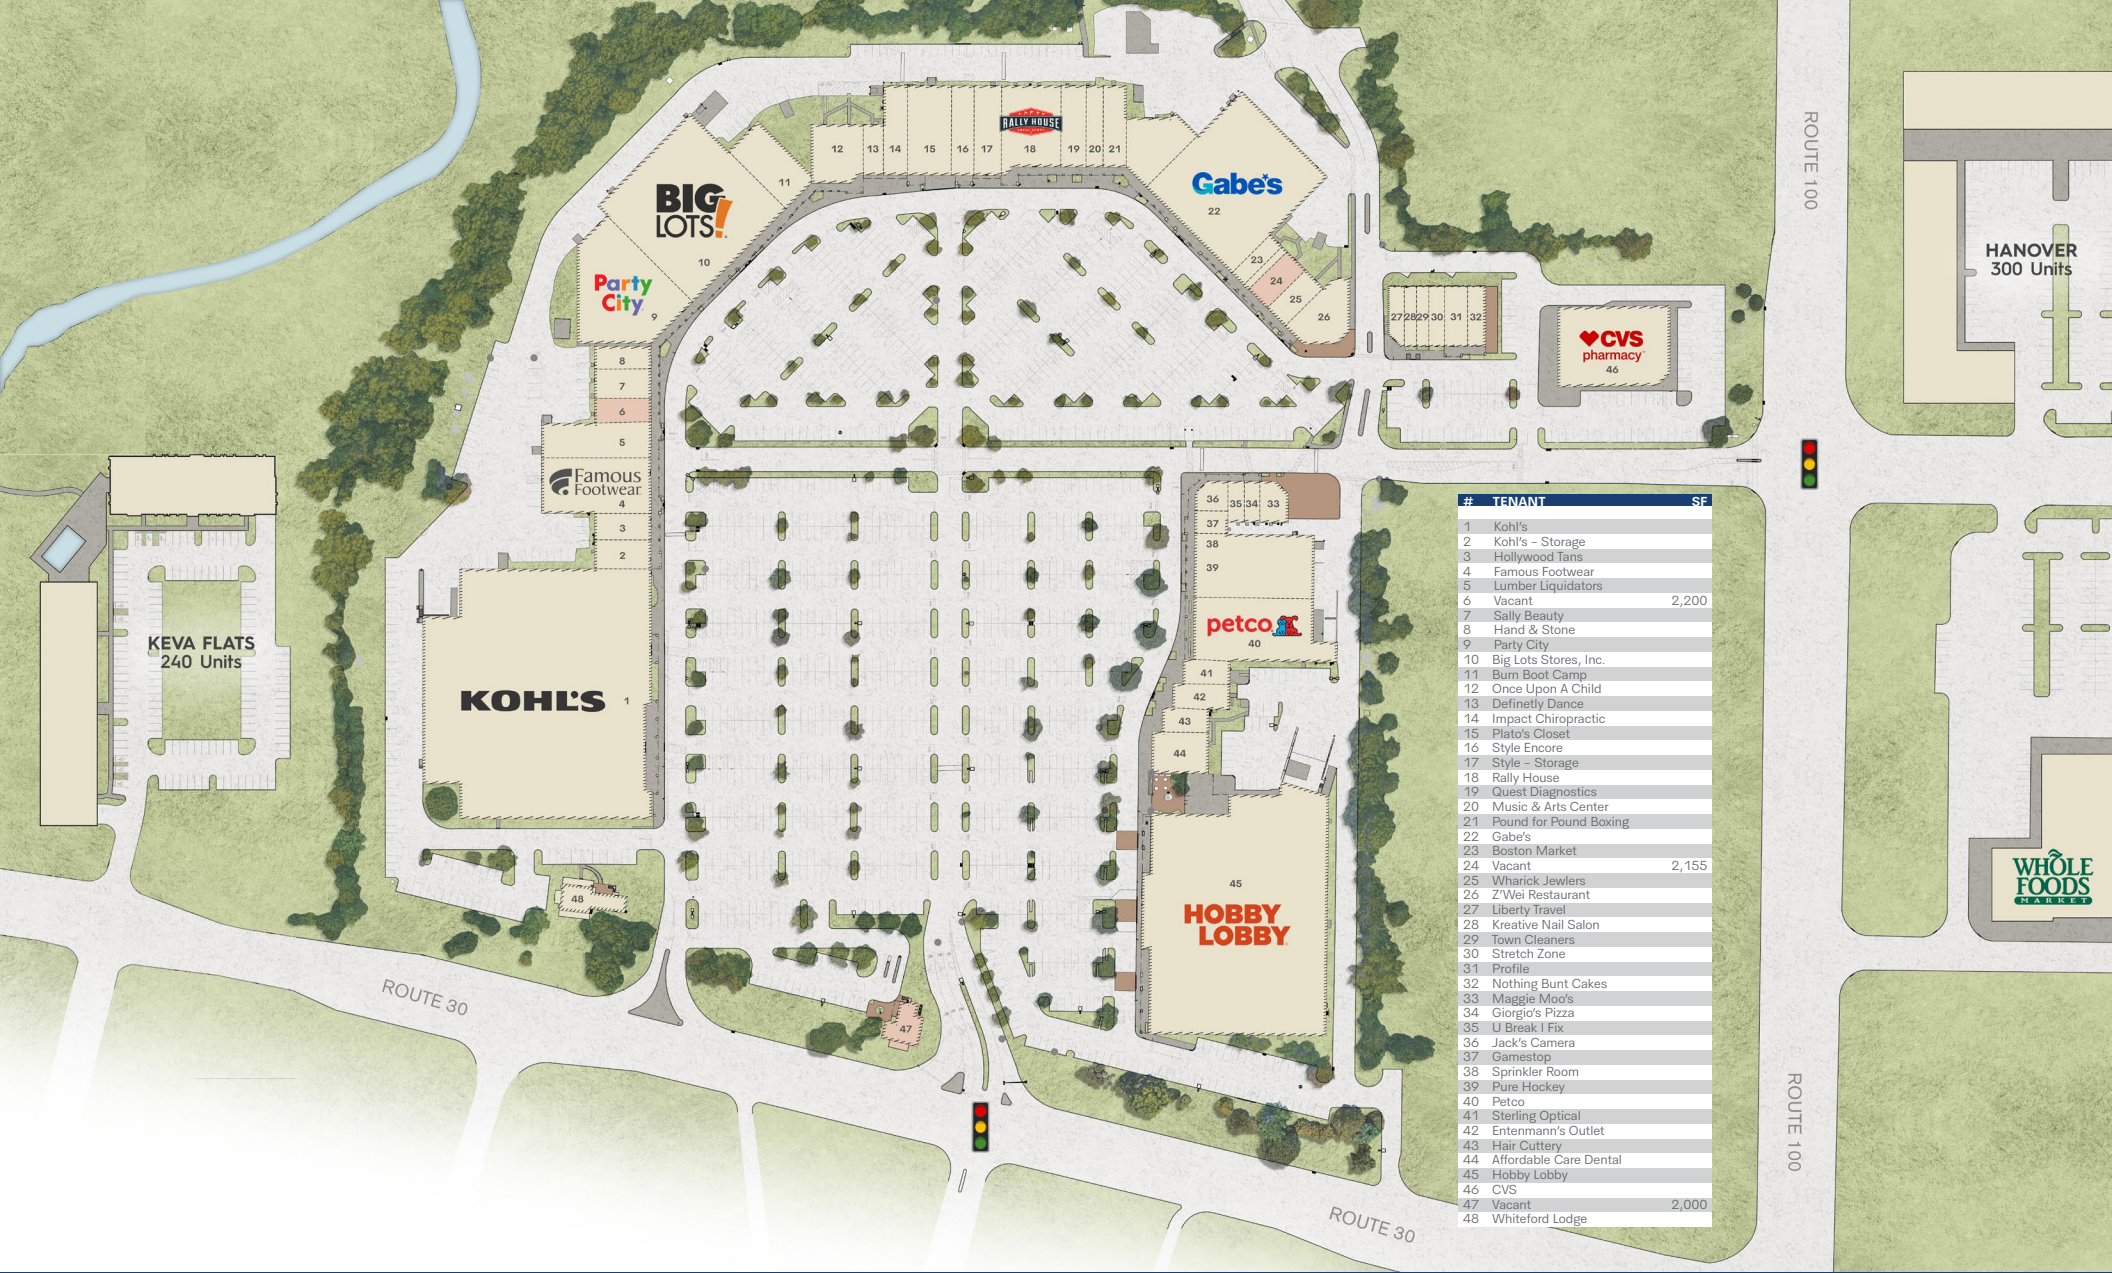 RALLY HOUSE
12 13 14 15 16 17 18 19 20 21
BIG
LOTS!
11
10
Gabe's
22
Party
City
9
23
24
25
26
27 28 29 30 31 32
CVS
pharmacy
46
8
7
6
5
Famous
Footwear
4
3
2
KOHL'S 1
48
47
36 35 34 33
37
38
39
petco
40
41
42
43
44
45
HOBBY
LOBBY
KEVA FLATS
240 Units
HANOVER
300 Units
WHOLE
FOODS
MARKET
ROUTE 100
ROUTE 100
ROUTE 30
ROUTE 30
# TENANT SF
1 Kohl's
2 Kohl's – Storage
3 Hollywood Tans
4 Famous Footwear
5 Lumber Liquidators
6 Vacant 2,200
7 Sally Beauty
8 Hand & Stone
9 Party City
10 Big Lots Stores, Inc.
11 Burn Boot Camp
12 Once Upon A Child
13 Definetly Dance
14 Impact Chiropractic
15 Plato's Closet
16 Style Encore
17 Style – Storage
18 Rally House
19 Quest Diagnostics
20 Music & Arts Center
21 Pound for Pound Boxing
22 Gabe's
23 Boston Market
24 Vacant 2,155
25 Wharick Jewlers
26 Z'Wei Restaurant
27 Liberty Travel
28 Kreative Nail Salon
29 Town Cleaners
30 Stretch Zone
31 Profile
32 Nothing Bunt Cakes
33 Maggie Moo's
34 Giorgio's Pizza
35 U Break I Fix
36 Jack's Camera
37 Gamestop
38 Sprinkler Room
39 Pure Hockey
40 Petco
41 Sterling Optical
42 Entenmann's Outlet
43 Hair Cuttery
44 Affordable Care Dental
45 Hobby Lobby
46 CVS
47 Vacant 2,000
48 Whiteford Lodge